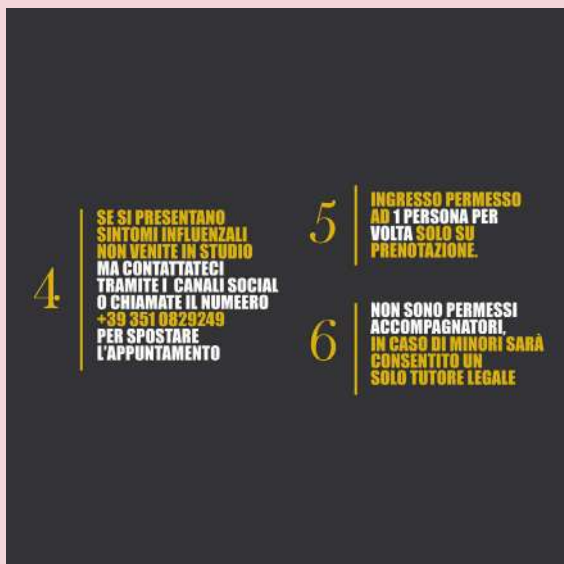 4
SE SI PRESENTANO
SINTOMI INFLUENZALI
NON VENITE IN STUDIO
MA CONTATTATECI
TRAMITE I CANALI SOCIAL
O CHIAMATE IL NUMEERO
+39 351 0829249
PER SPOSTARE
L'APPUNTAMENTO
5
INGRESSO PERMESSO
AD 1 PERSONA PER
VOLTA SOLO SU
PRENOTAZIONE.
6
NON SONO PERMESSI
ACCOMPAGNATORI,
IN CASO DI MINORI SARÀ
CONSENTITO UN
SOLO TUTORE LEGALE